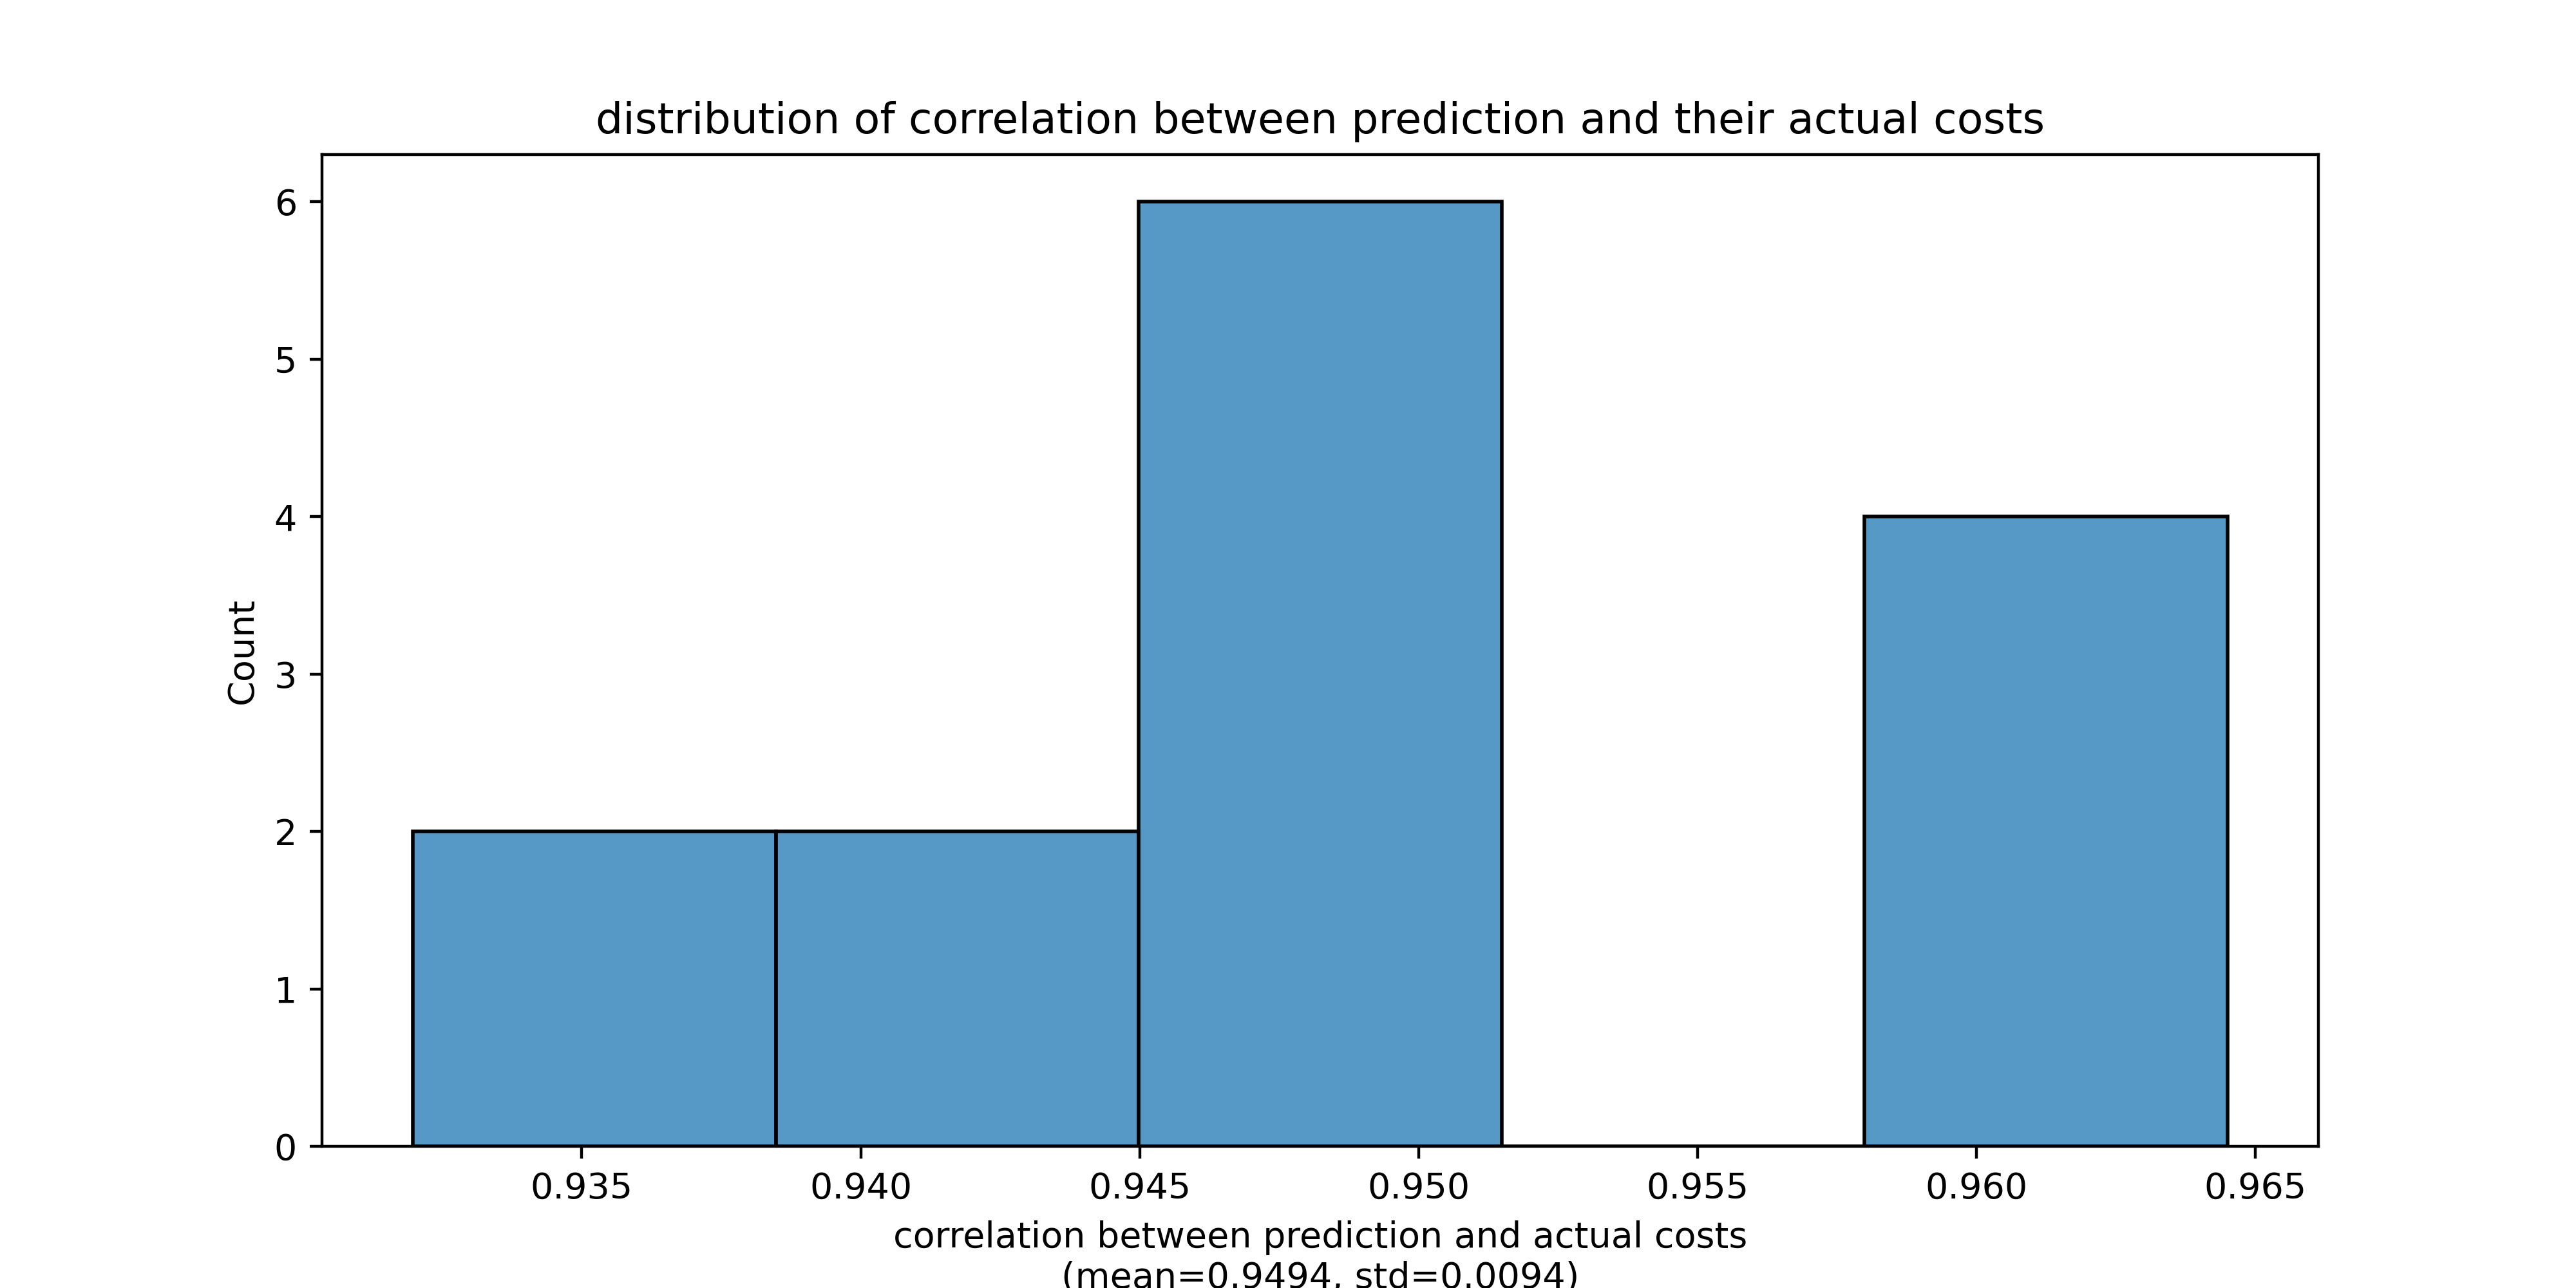 distribution of correlation between prediction and their actual costs
6
5
4
3
2
1
0
Count
0.935 0.940 0.945 0.950 0.955 0.960 0.965
correlation between prediction and actual costs
(mean=0.9494, std=0.0094)